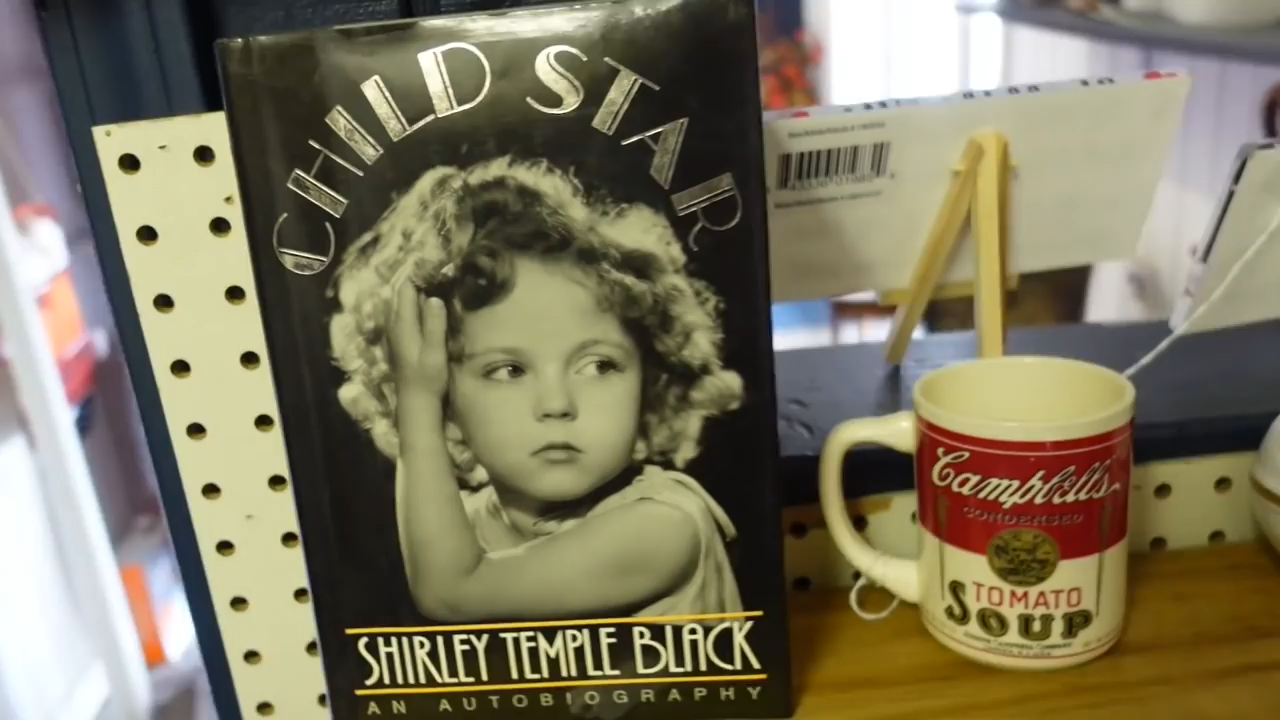 CHILD STAR
SHIRLEY TEMPLE BLACK
AN AUTOBIOGRAPHY
Campbell's
CONDENSED
TOMATO
SOUP